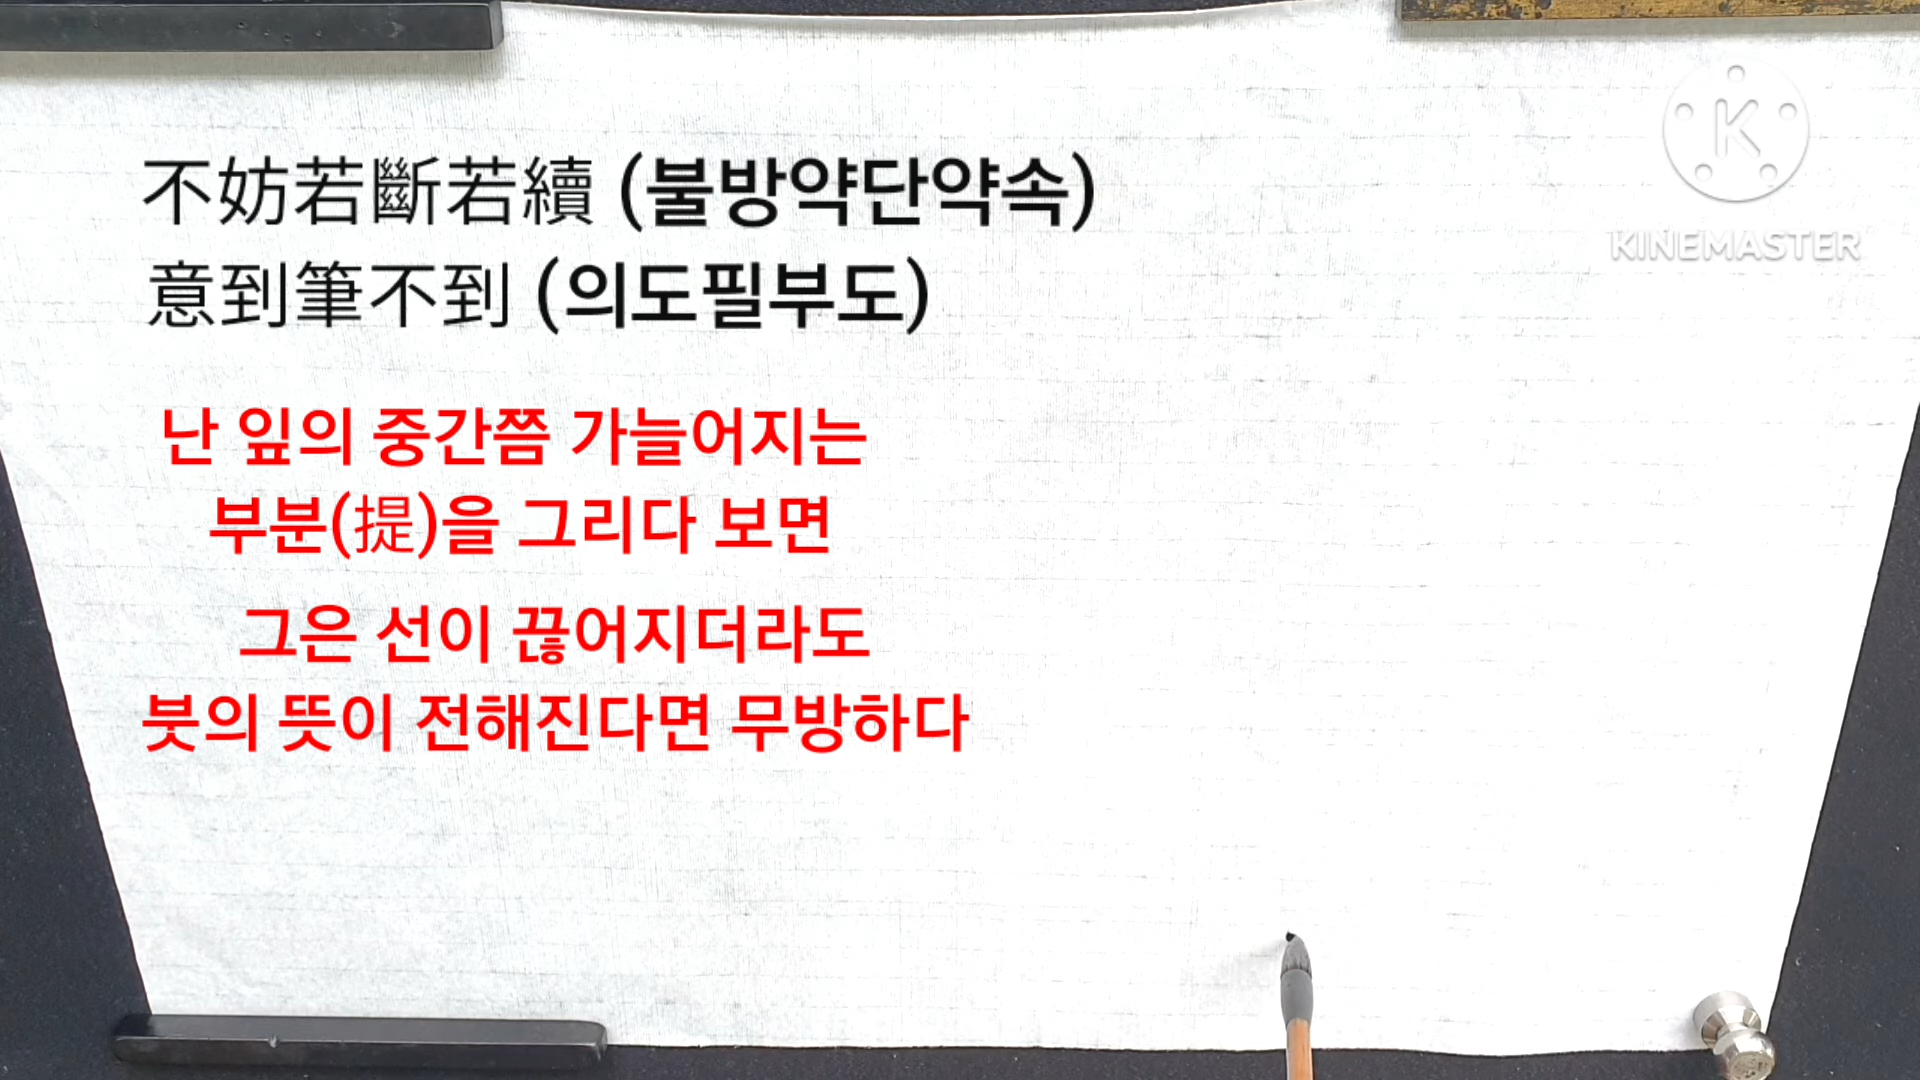 不妨若斷若續 (불방약단약속)
意到筆不到 (의도필부도)
난 잎의 중간쯤 가늘어지는
부분(提)을 그리다 보면
그은 선이 끊어지더라도
붓의 뜻이 전해진다면 무방하다
K
KINEMASTER